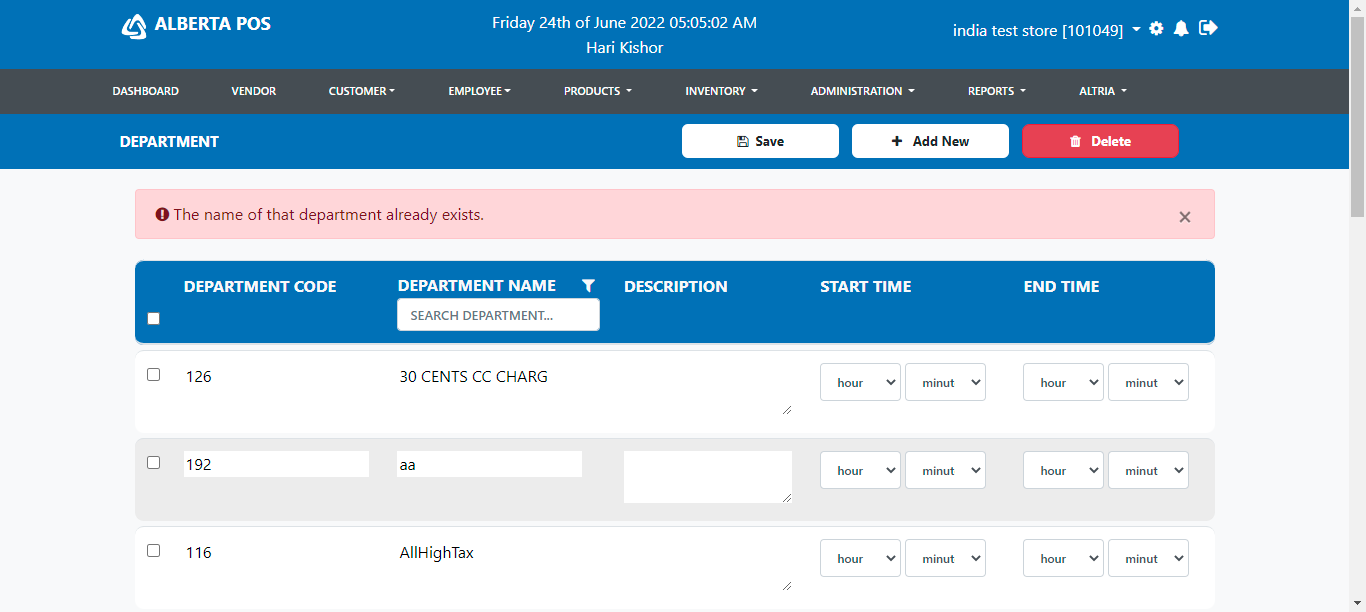 ALBERTA POS
Friday 24th of June 2022 05:05:02 AM
Hari Kishor
india test store [101049]
DASHBOARD VENDOR CUSTOMER EMPLOYEE PRODUCTS INVENTORY ADMINISTRATION REPORTS ALTRIA
DEPARTMENT Save Add New Delete
The name of that department already exists. ×
DEPARTMENT CODE DEPARTMENT NAME DESCRIPTION START TIME END TIME
SEARCH DEPARTMENT...
126 30 CENTS CC CHARG hour minut hour minut
192 aa hour minut hour minut
116 AllHighTax hour minut hour minut